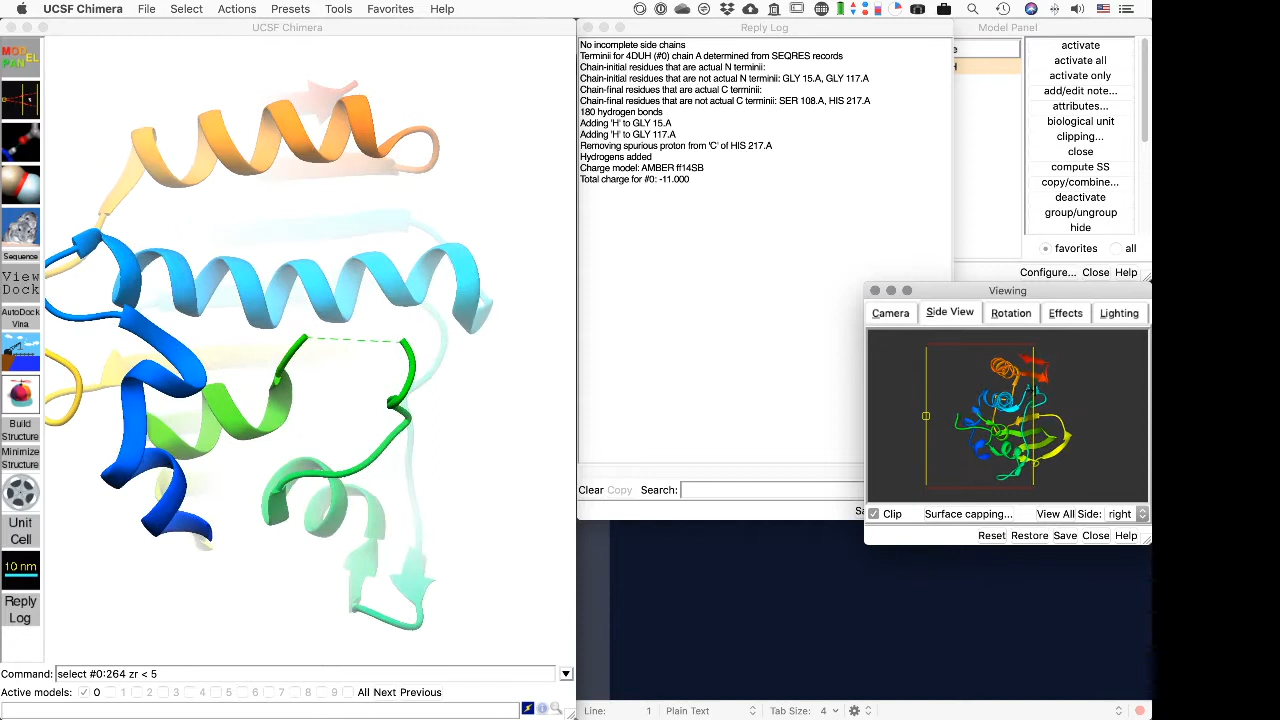 UCSF Chimera File Edit Select Actions Presets Tools Favorites Help
UCSF Chimera
Reply Log
Model Panel
MODEL
PANEL
Sequence
View
Dock
AutoDock
Vina
Build
Structure
Minimize
Structure
Unit
Cell
10 nm
Reply
Log
Command: select #0:264 zr < 5
Active models: 0 1 2 3 4 5 6 7 8 9 All Next Previous
No incomplete side chains
Terminii for 4DUH (#0) chain A determined from SEQRES records
Chain-initial residues that are actual N terminii:
Chain-initial residues that are not actual N terminii: GLY 15.A, GLY 117.A
Chain-final residues that are actual C terminii:
Chain-final residues that are not actual C terminii: SER 108.A, HIS 217.A
180 hydrogen bonds
Adding 'H' to GLY 15.A
Adding 'H' to GLY 117.A
Removing spurious proton from 'C' of HIS 217.A
Hydrogens added
Charge model: AMBER ff14SB
Total charge for #0: -11.000
Clear Copy Search:
activate
activate all
activate only
add/edit note...
attributes...
biological unit
clipping...
close
compute SS
copy/combine...
deactivate
group/ungroup
hide
favorites all
Configure... Close Help
Viewing
Camera Side View Rotation Effects Lighting
Clip Surface capping... View All Side: right
Reset Restore Save Close Help
Line: 1 Plain Text Tab Size: 4